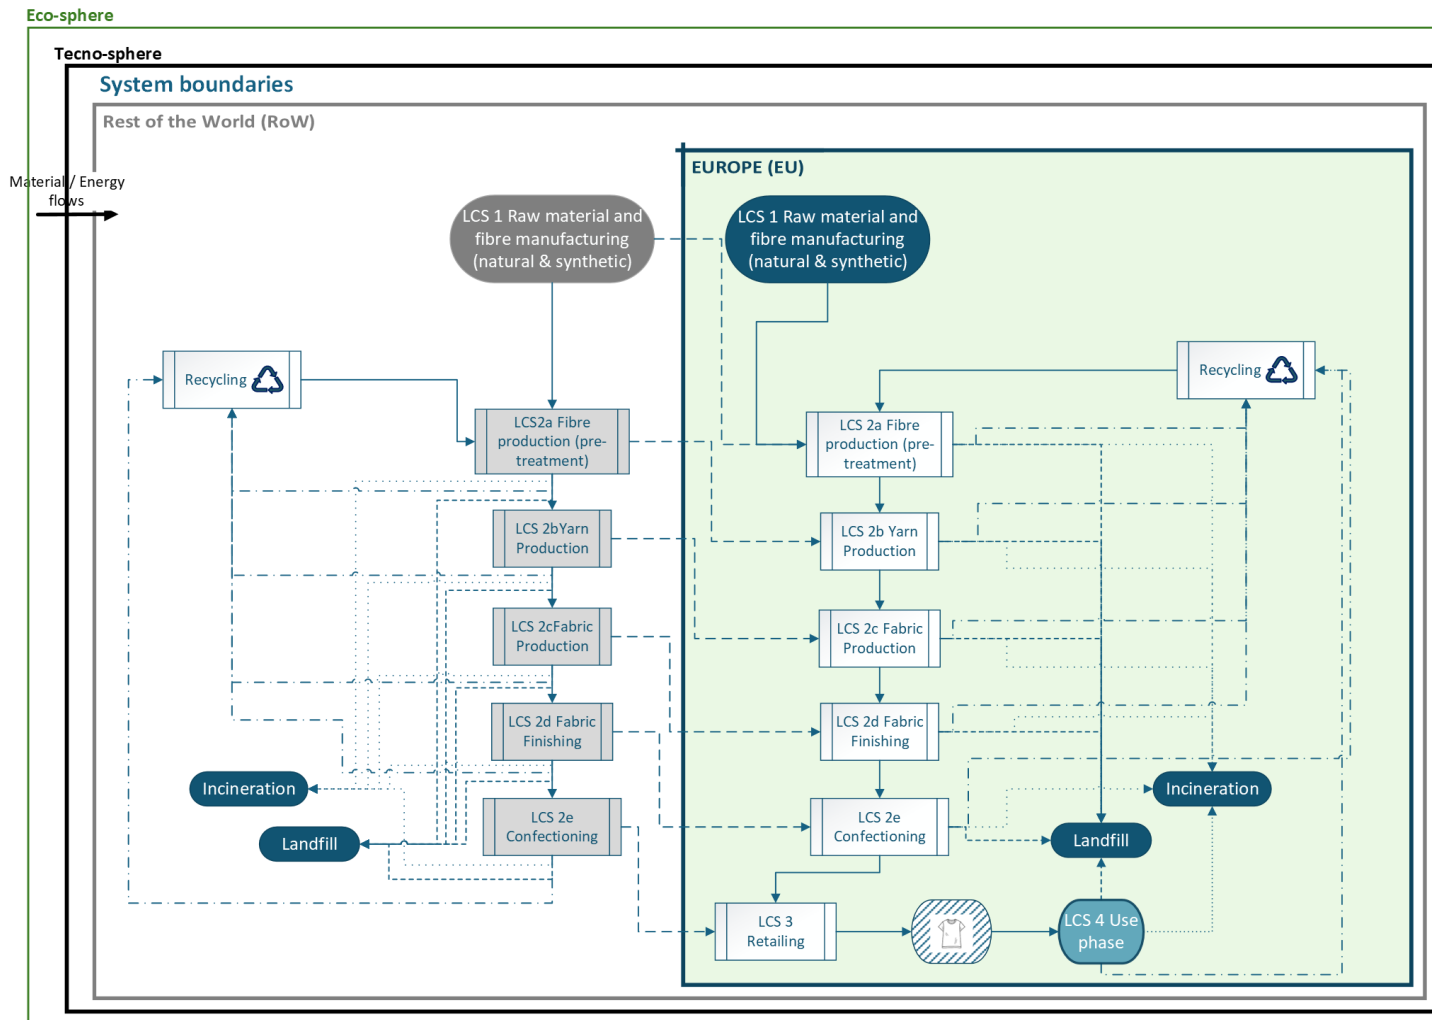 Eco-sphere
Tecno-sphere
System boundaries
Rest of the World (RoW)
EUROPE (EU)
Material / Energy
flows
LCS 1 Raw material and
fibre manufacturing
(natural & synthetic)
LCS 1 Raw material and
fibre manufacturing
(natural & synthetic)
Recycling
Recycling
LCS2a Fibre
production (pre-
treatment)
LCS 2a Fibre
production (pre-
treatment)
LCS 2bYarn
Production
LCS 2b Yarn
Production
LCS 2cFabric
Production
LCS 2c Fabric
Production
LCS 2d Fabric
Finishing
LCS 2d Fabric
Finishing
Incineration
Incineration
LCS 2e
Confectioning
LCS 2e
Confectioning
Landfill
Landfill
LCS 3
Retailing
LCS 4 Use
phase